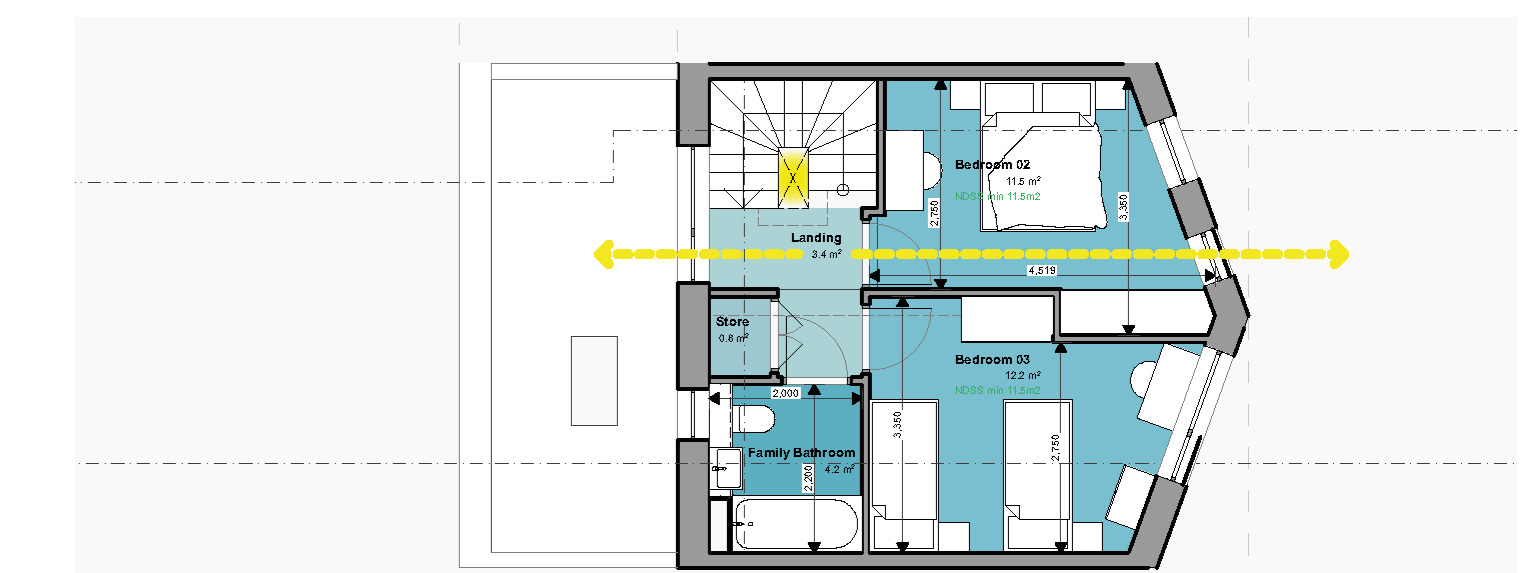 Bedroom 02
11.5 m²
NDSS min 11.5m2
2,750
3,350
Landing
3.4 m²
4,519
Store
0.6 m²
Bedroom 03
12.2 m²
NDSS min 11.5m2
2,000
3,350
2,750
Family Bathroom
4.2 m²
2,200